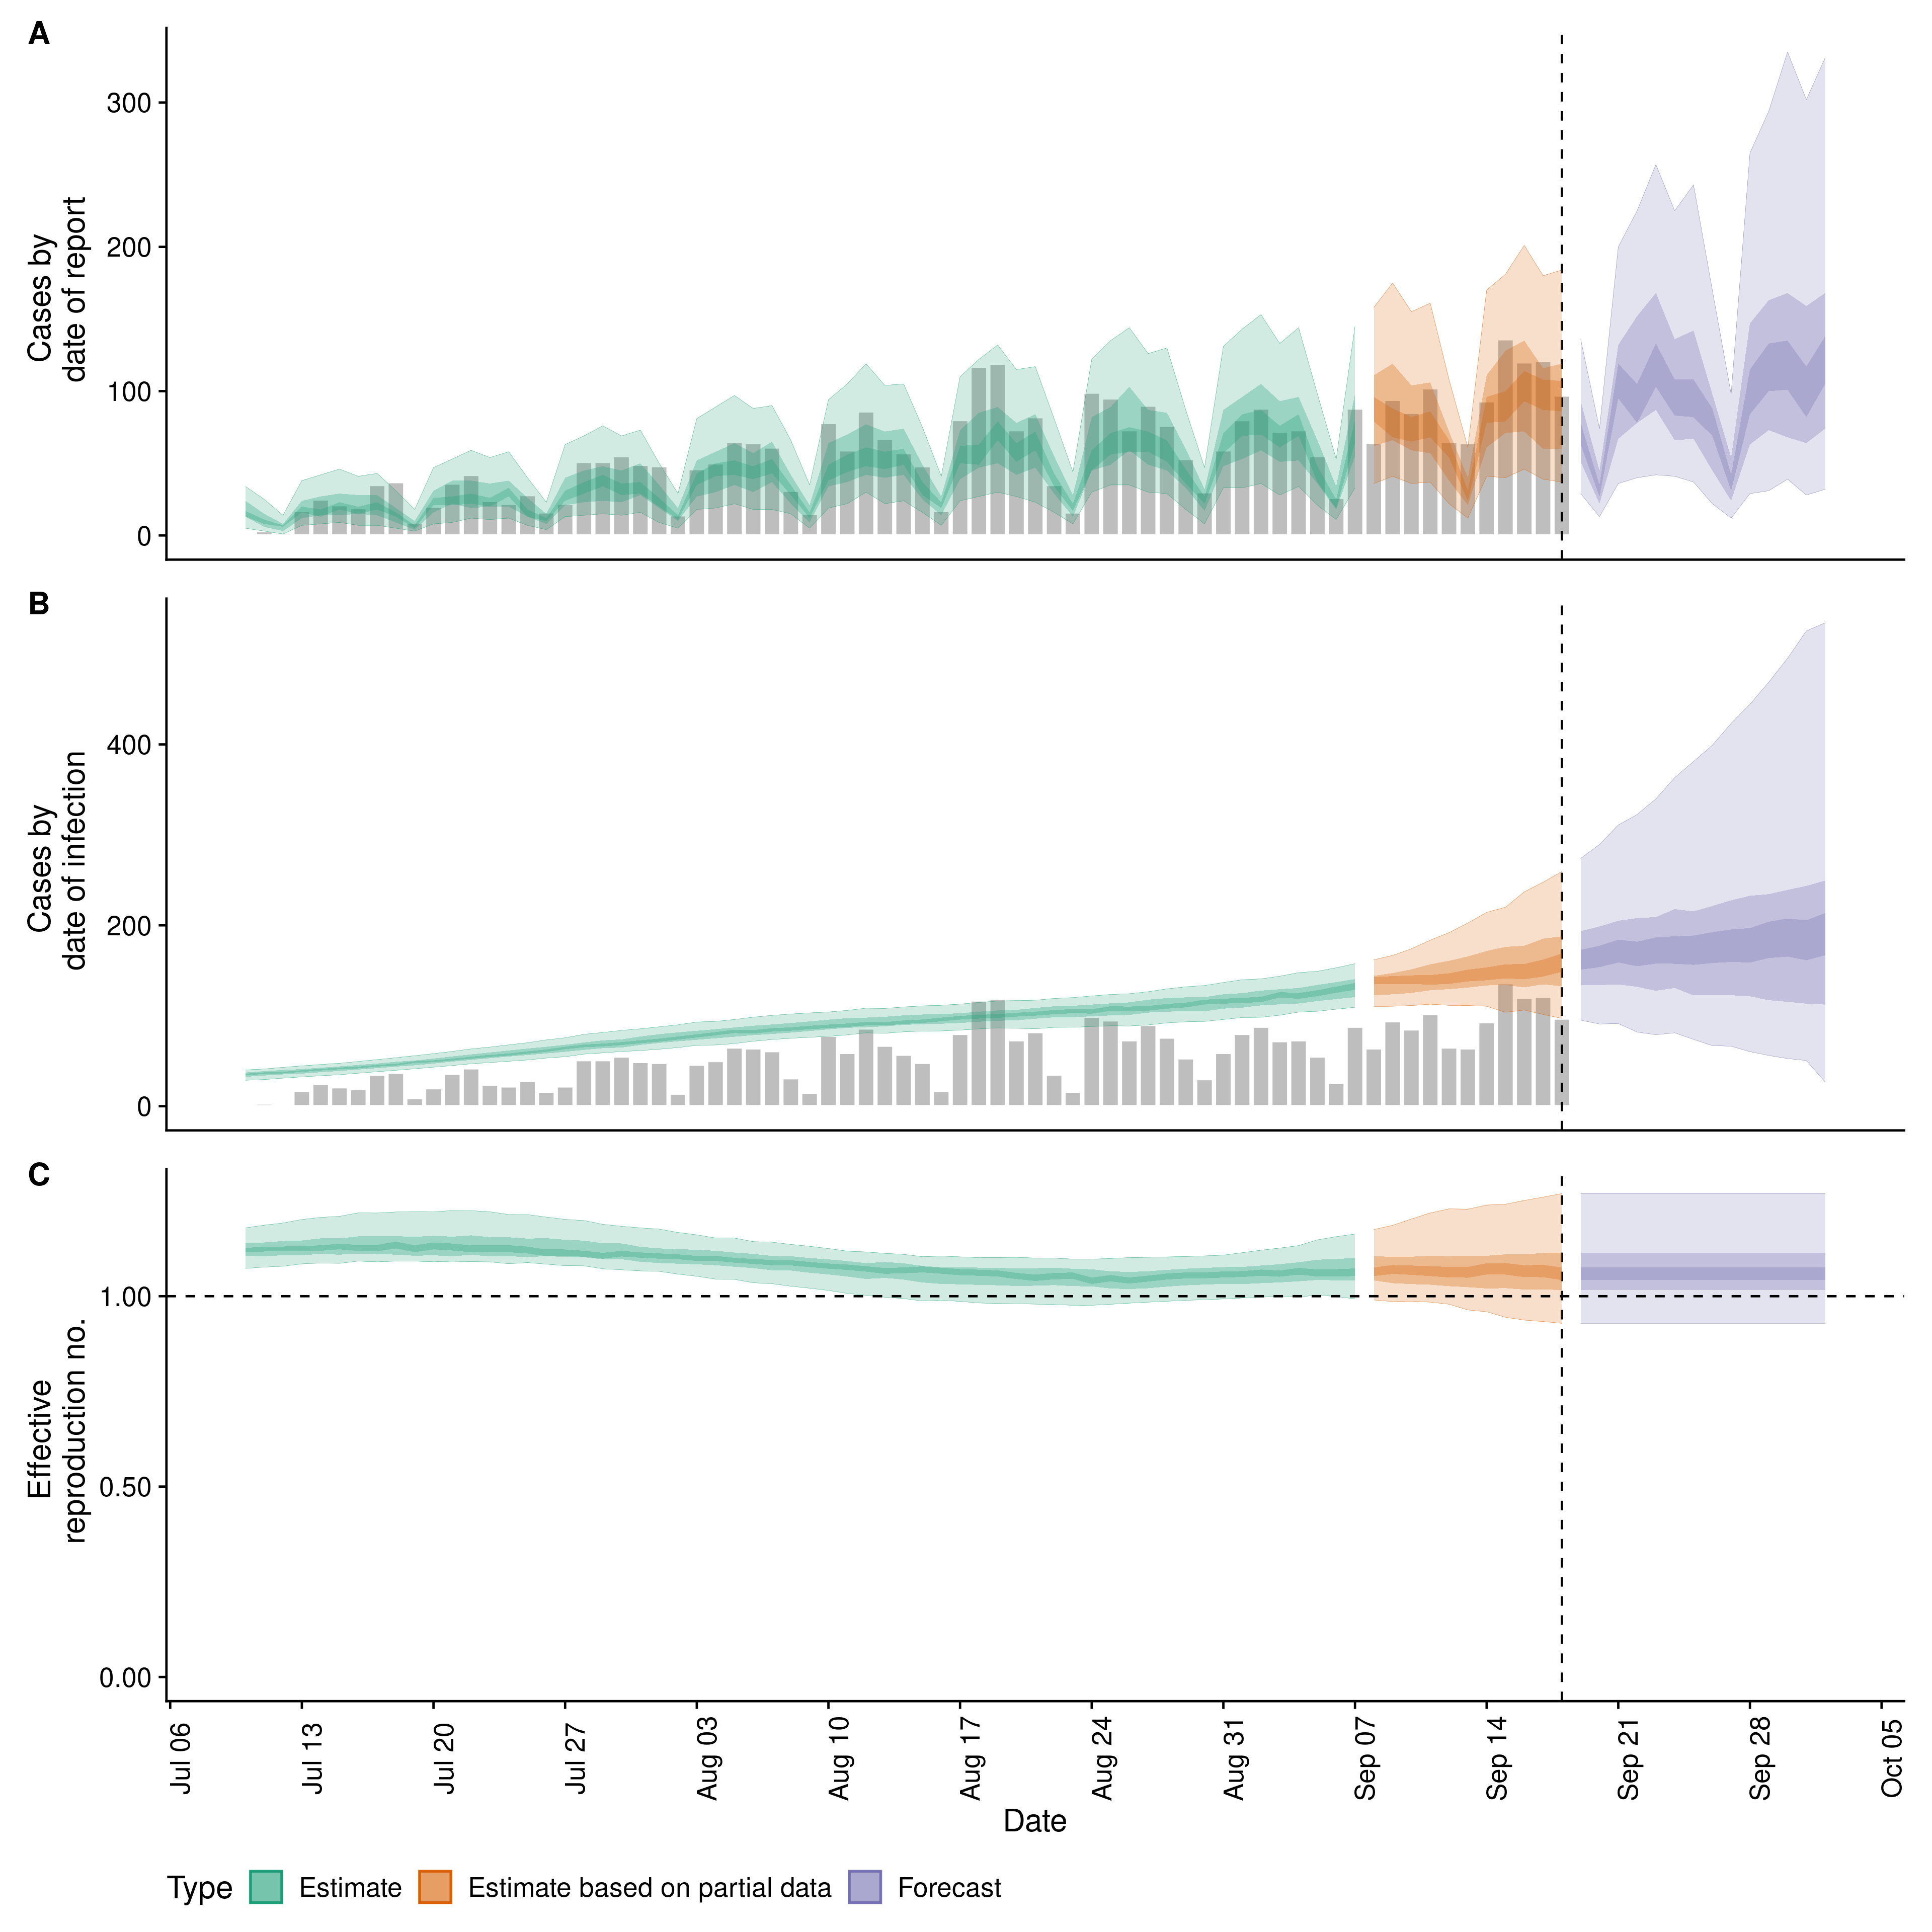 A
Cases by
date of report
300
200
100
0
B
Cases by
date of infection
400
200
0
C
Effective
reproduction no.
1.00
0.50
0.00
Jul 06
Jul 13
Jul 20
Jul 27
Aug 03
Aug 10
Aug 17
Aug 24
Aug 31
Sep 07
Sep 14
Sep 21
Sep 28
Oct 05
Date
Type Estimate Estimate based on partial data Forecast